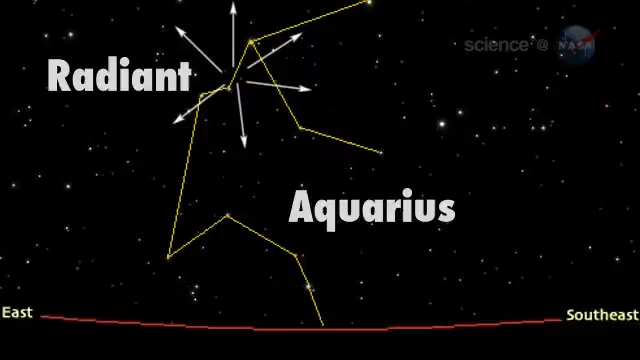 science @ NASA
Radiant
Aquarius
East
Southeast